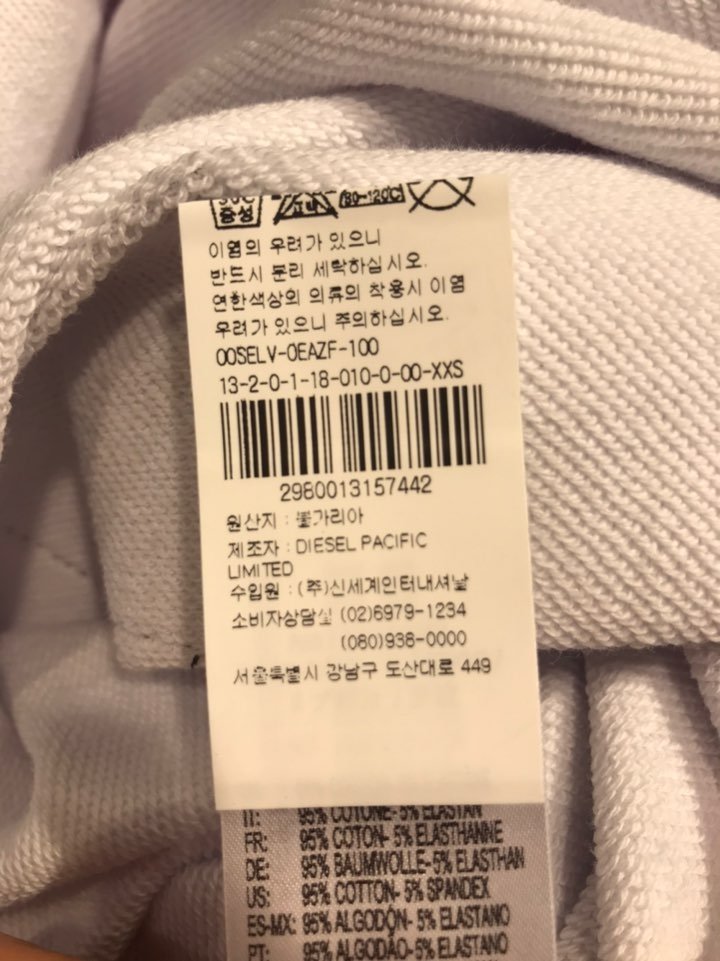 중성
80-120℃
이염의 우려가 있으니
반드시 분리 세탁하십시오.
연한색상의 의류의 착용시 이염
우려가 있으니 주의하십시오.
00SELV-0EAZF-100
13-2-0-1-18-010-0-00-XXS
2980013157442
원산지 : 불가리아
제조자 : DIESEL PACIFIC
LIMITED
수입원 : (주)신세계인터내셔날
소비자상담실 (02)6979-1234
(080)938-0000
서울특별시 강남구 도산대로 449
IT: 95% COTONE- 5% ELASTAN
FR: 95% COTON- 5% ELASTHANNE
DE: 95% BAUMWOLLE-5% ELASTHAN
US: 95% COTTON- 5% SPANDEX
ES-MX: 95% ALGODÓN- 5% ELASTANO
PT: 95% ALGODÃO-5% ELASTANO